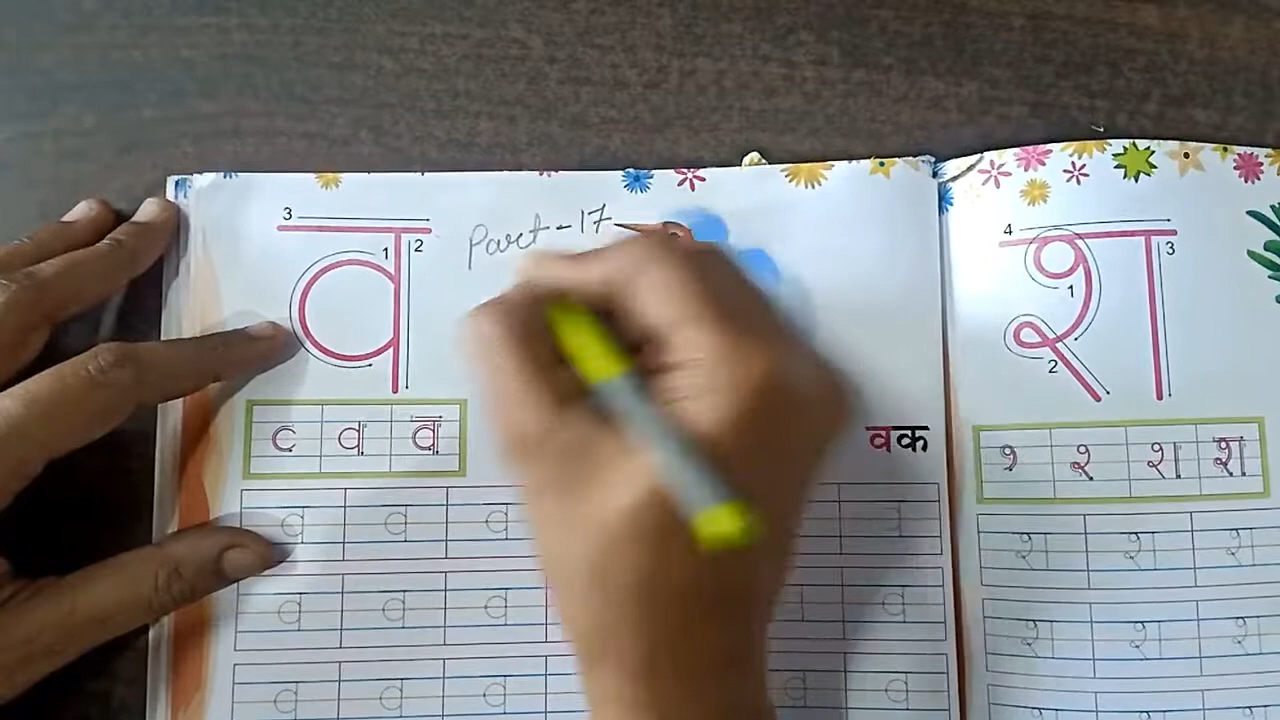 3
व
1
2
Part-17
c व व
वक
व व व व
व व व व
व व व व व
4
श
3
1
2
१ २ श श
श श श
श श श
श श श